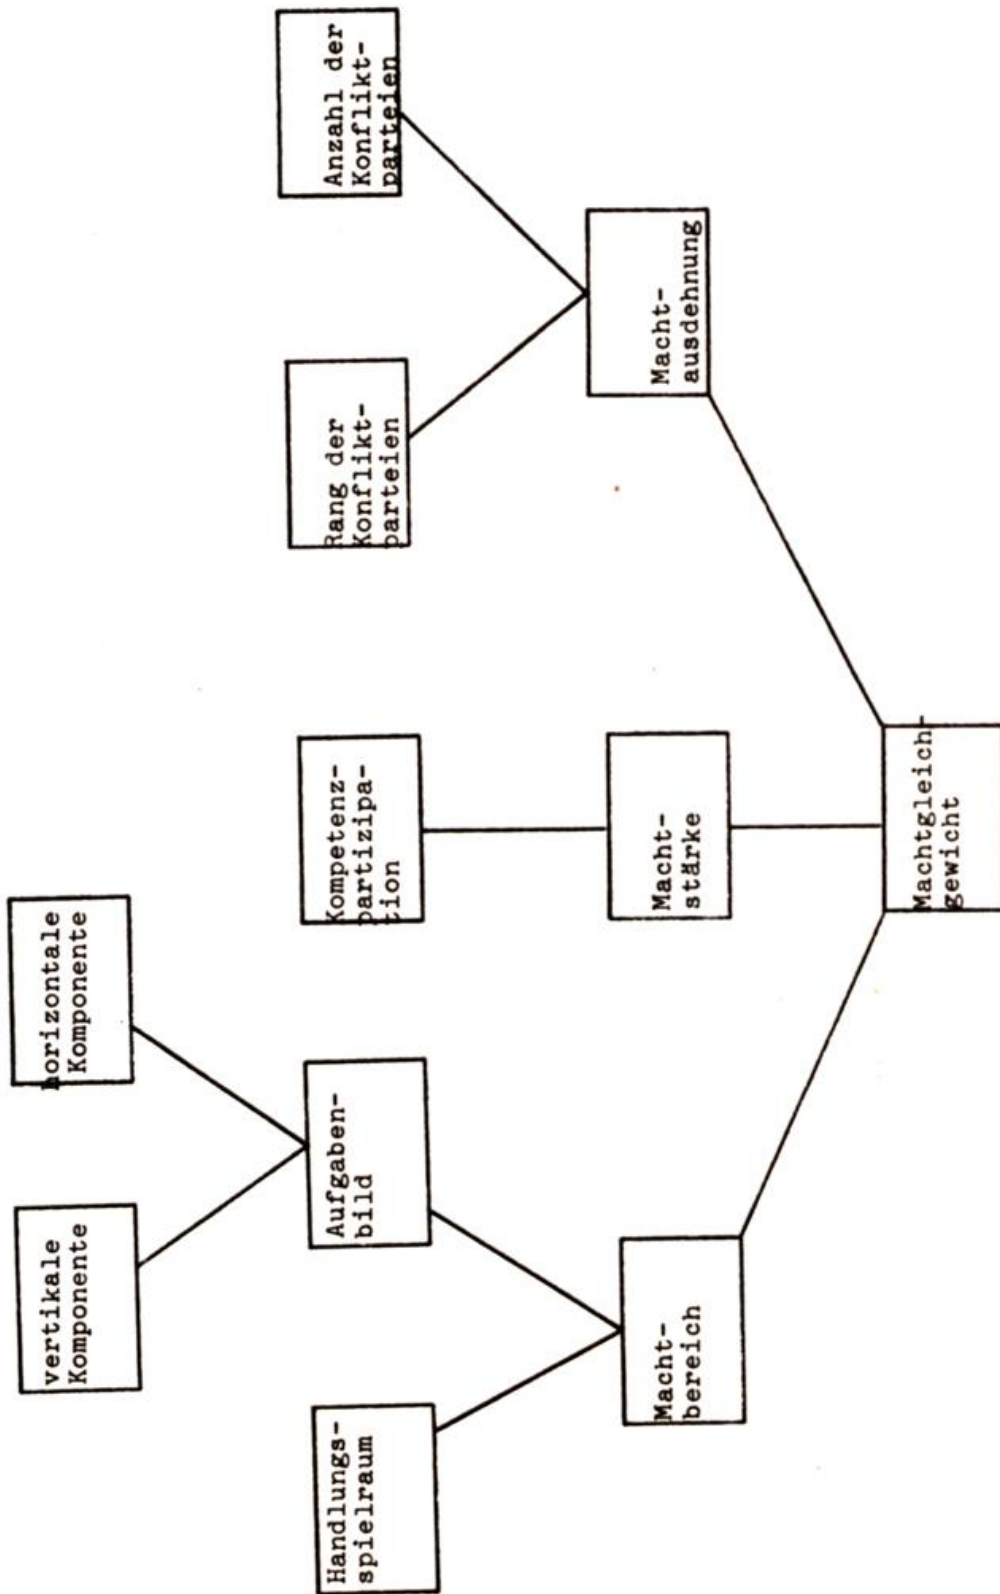 vertikale
Komponente
horizontale
Komponente
Handlungs-
spielraum
Aufgaben-
bild
Kompetenz-
partizipa-
tion
Rang der
Konflikt-
parteien
Anzahl der
Konflikt-
parteien
Macht-
bereich
Macht-
stärke
Macht-
ausdehnung
Machtgleich-
gewicht